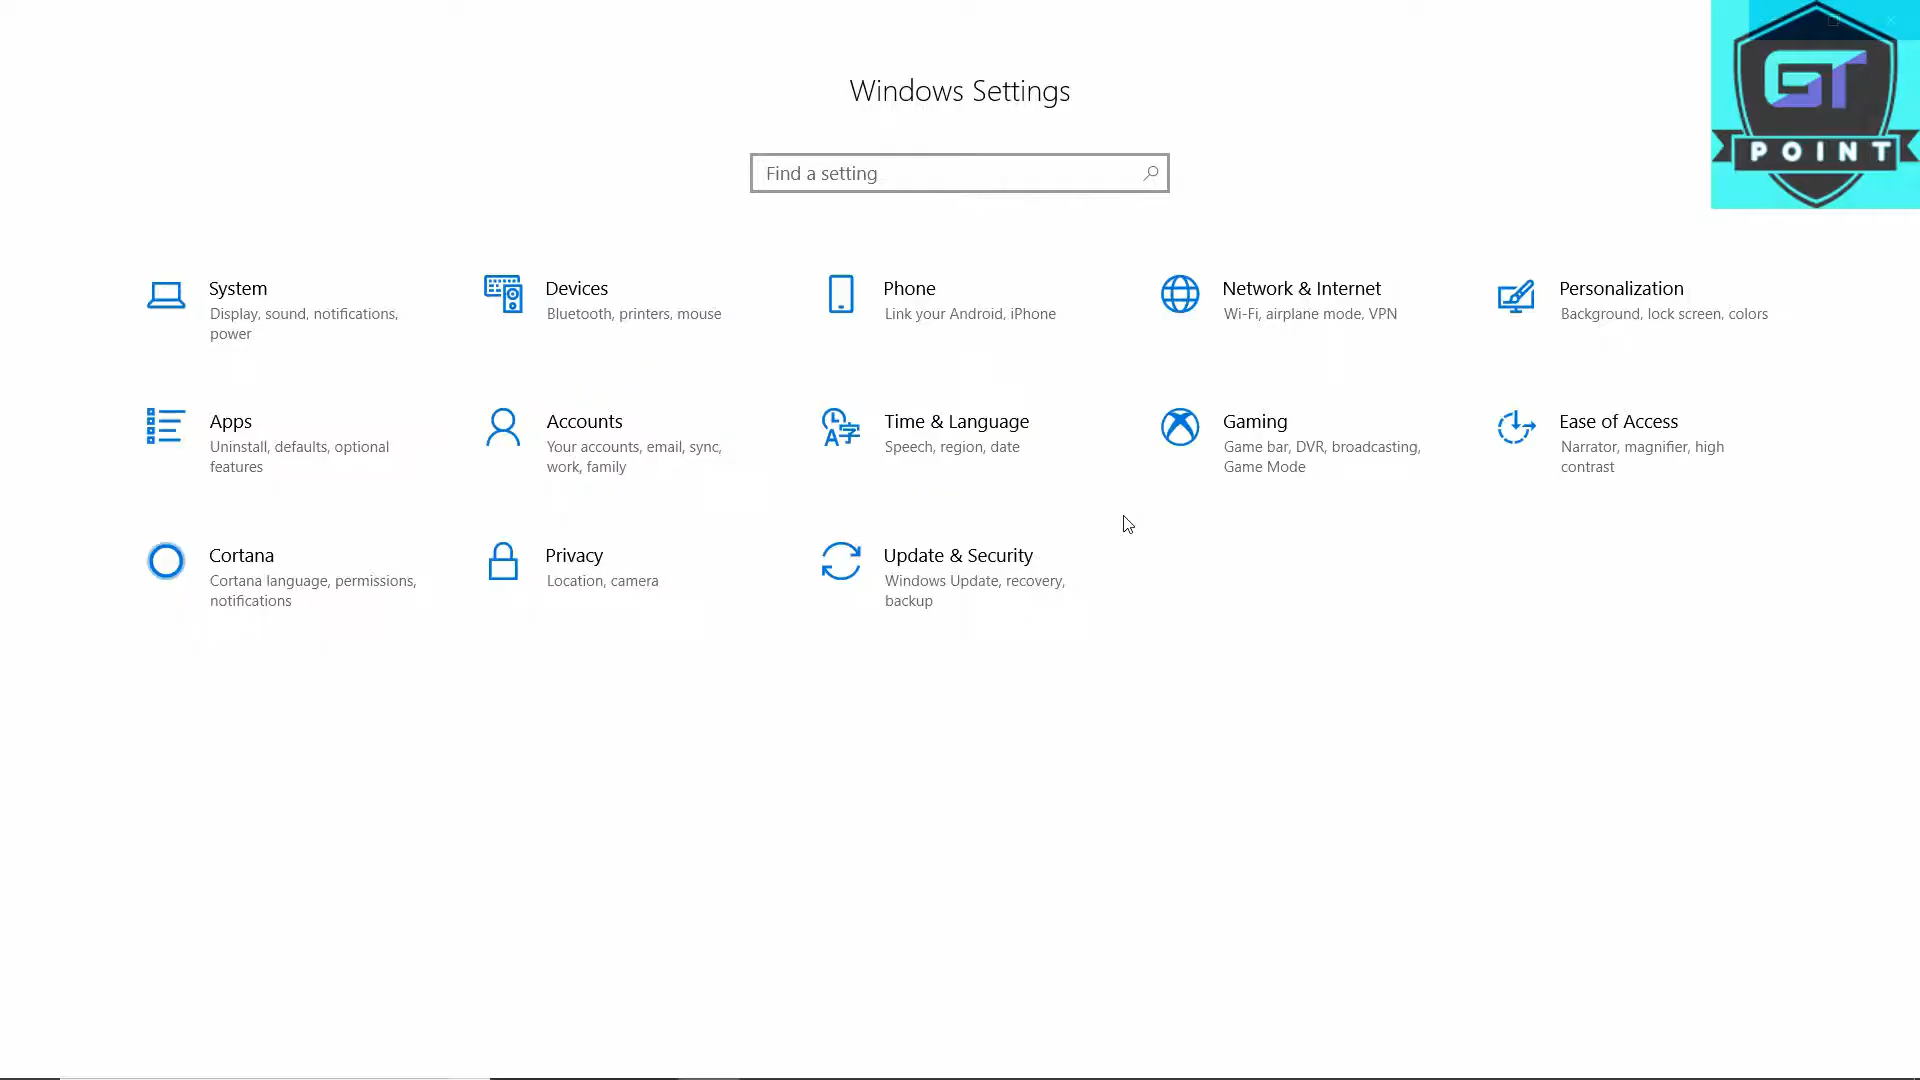 Windows Settings
GT
POINT
Find a setting
System
Display, sound, notifications,
power
Devices
Bluetooth, printers, mouse
Phone
Link your Android, iPhone
Network & Internet
Wi-Fi, airplane mode, VPN
Personalization
Background, lock screen, colors
Apps
Uninstall, defaults, optional
features
Accounts
Your accounts, email, sync,
work, family
Time & Language
Speech, region, date
Gaming
Game bar, DVR, broadcasting,
Game Mode
Ease of Access
Narrator, magnifier, high
contrast
Cortana
Cortana language, permissions,
notifications
Privacy
Location, camera
Update & Security
Windows Update, recovery,
backup